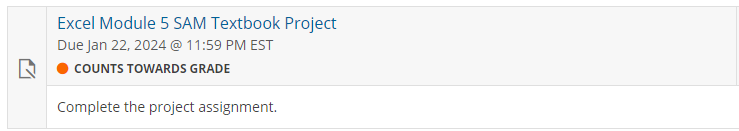 Excel Module 5 SAM Textbook Project
Due Jan 22, 2024 @ 11:59 PM EST
COUNTS TOWARDS GRADE
Complete the project assignment.